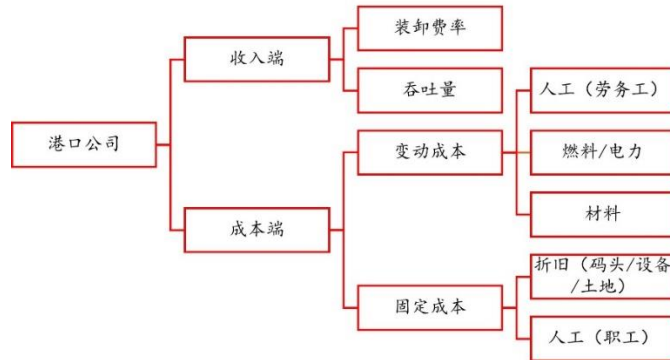 港口公司
收入端
装卸费率
吞吐量
成本端
变动成本
人工（劳务工）
燃料/电力
材料
固定成本
折旧（码头/设备
/土地）
人工（职工）